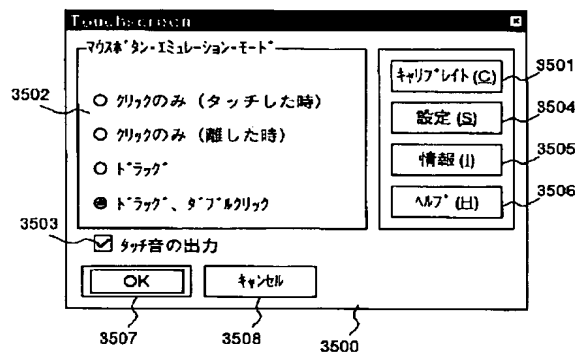 Touchscreen
マウスボタン・エミュレーション・モード
クリックのみ (タッチした時)
クリックのみ (離した時)
ドラッグ
ドラッグ、ダブルクリック
タッチ音の出力
OK
キャンセル
キャリブレイト (C)
設定 (S)
情報 (I)
ヘルプ (H)
3501
3502
3503
3504
3505
3506
3507
3508
3500